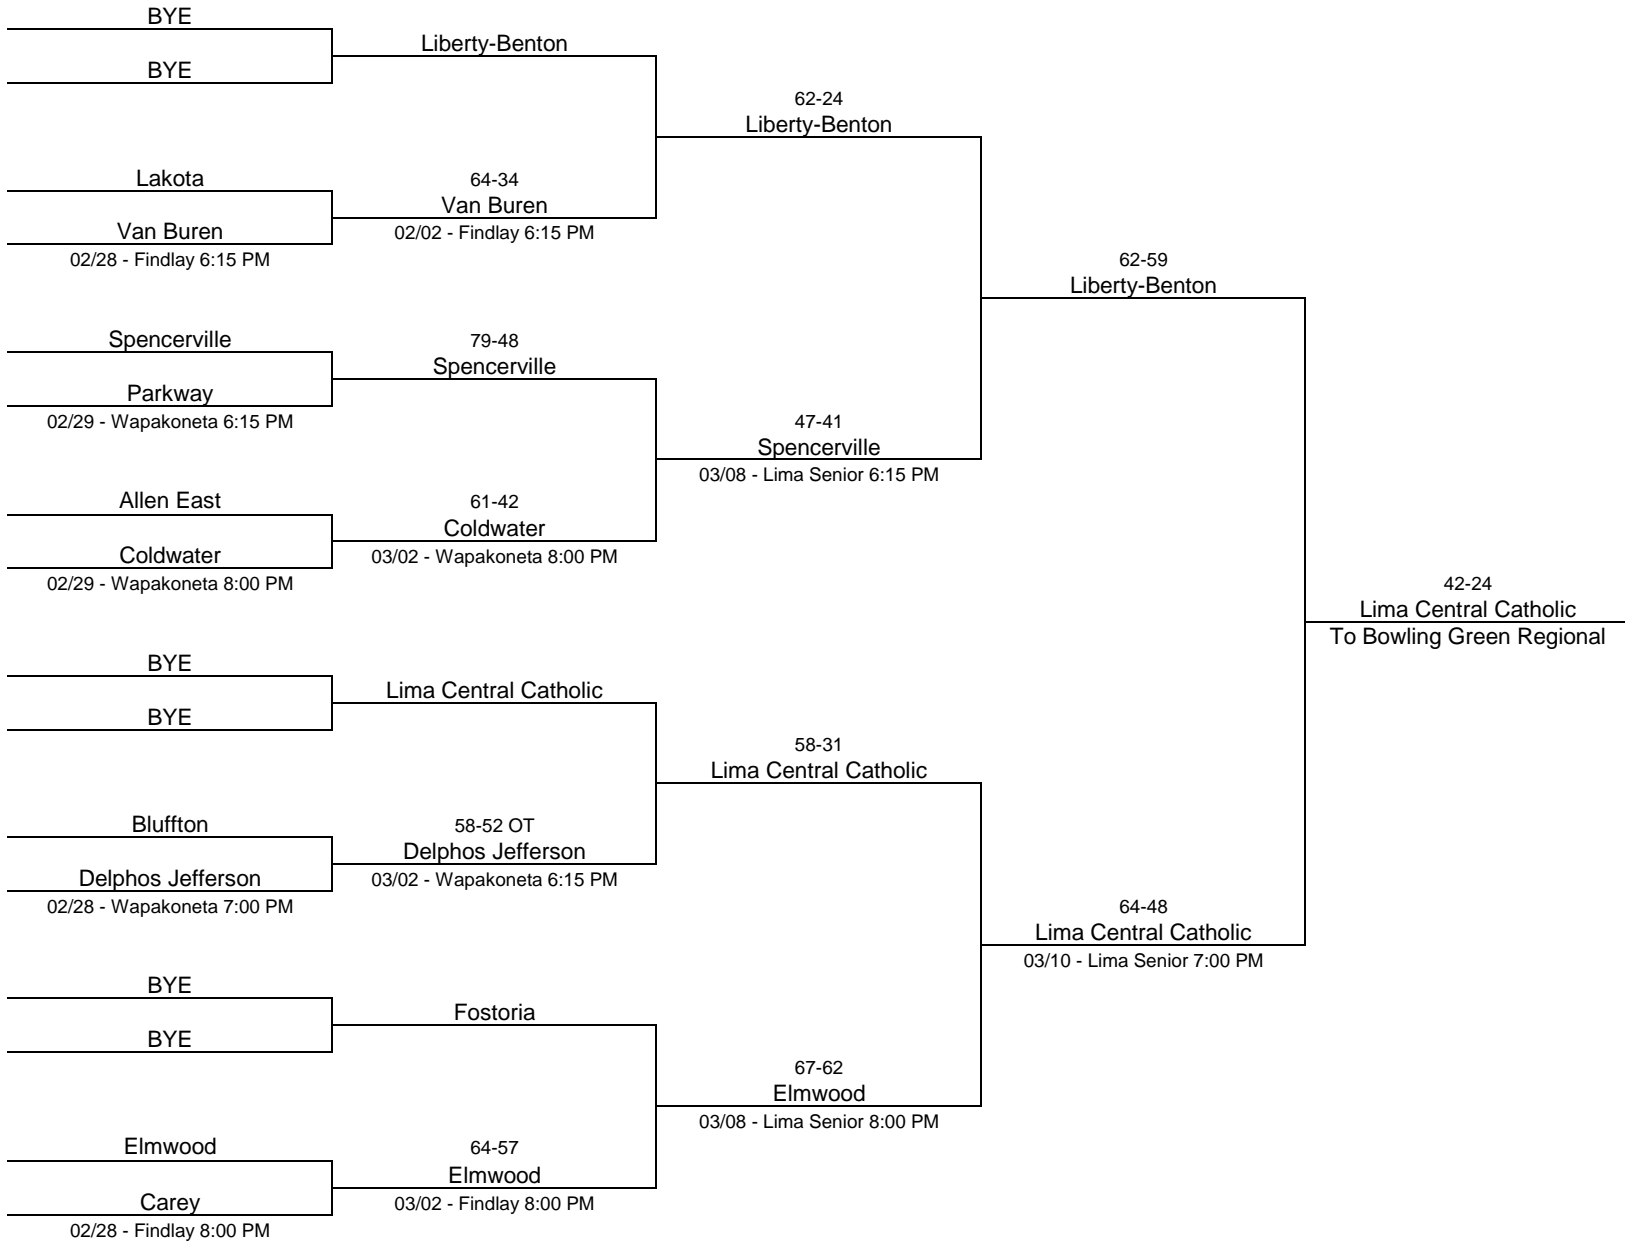 BYE
BYE
Liberty-Benton
Lakota
Van Buren
02/28 - Findlay 6:15 PM
64-34
Van Buren
02/02 - Findlay 6:15 PM
62-24
Liberty-Benton
Spencerville
Parkway
02/29 - Wapakoneta 6:15 PM
79-48
Spencerville
Allen East
Coldwater
02/29 - Wapakoneta 8:00 PM
61-42
Coldwater
03/02 - Wapakoneta 8:00 PM
47-41
Spencerville
03/08 - Lima Senior 6:15 PM
62-59
Liberty-Benton
BYE
BYE
Lima Central Catholic
Bluffton
Delphos Jefferson
02/28 - Wapakoneta 7:00 PM
58-52 OT
Delphos Jefferson
03/02 - Wapakoneta 6:15 PM
58-31
Lima Central Catholic
BYE
BYE
Fostoria
Elmwood
Carey
02/28 - Findlay 8:00 PM
64-57
Elmwood
03/02 - Findlay 8:00 PM
67-62
Elmwood
03/08 - Lima Senior 8:00 PM
64-48
Lima Central Catholic
03/10 - Lima Senior 7:00 PM
42-24
Lima Central Catholic
To Bowling Green Regional